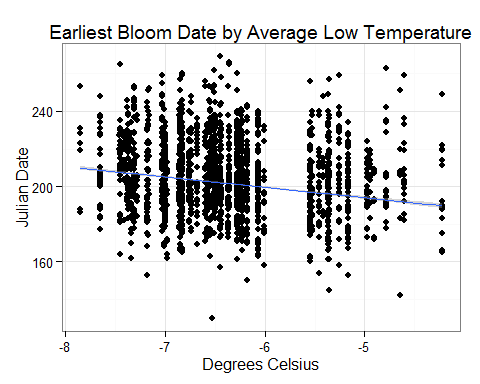 Earliest Bloom Date by Average Low Temperature
Julian Date
240
200
160
-8 -7 -6 -5
Degrees Celsius